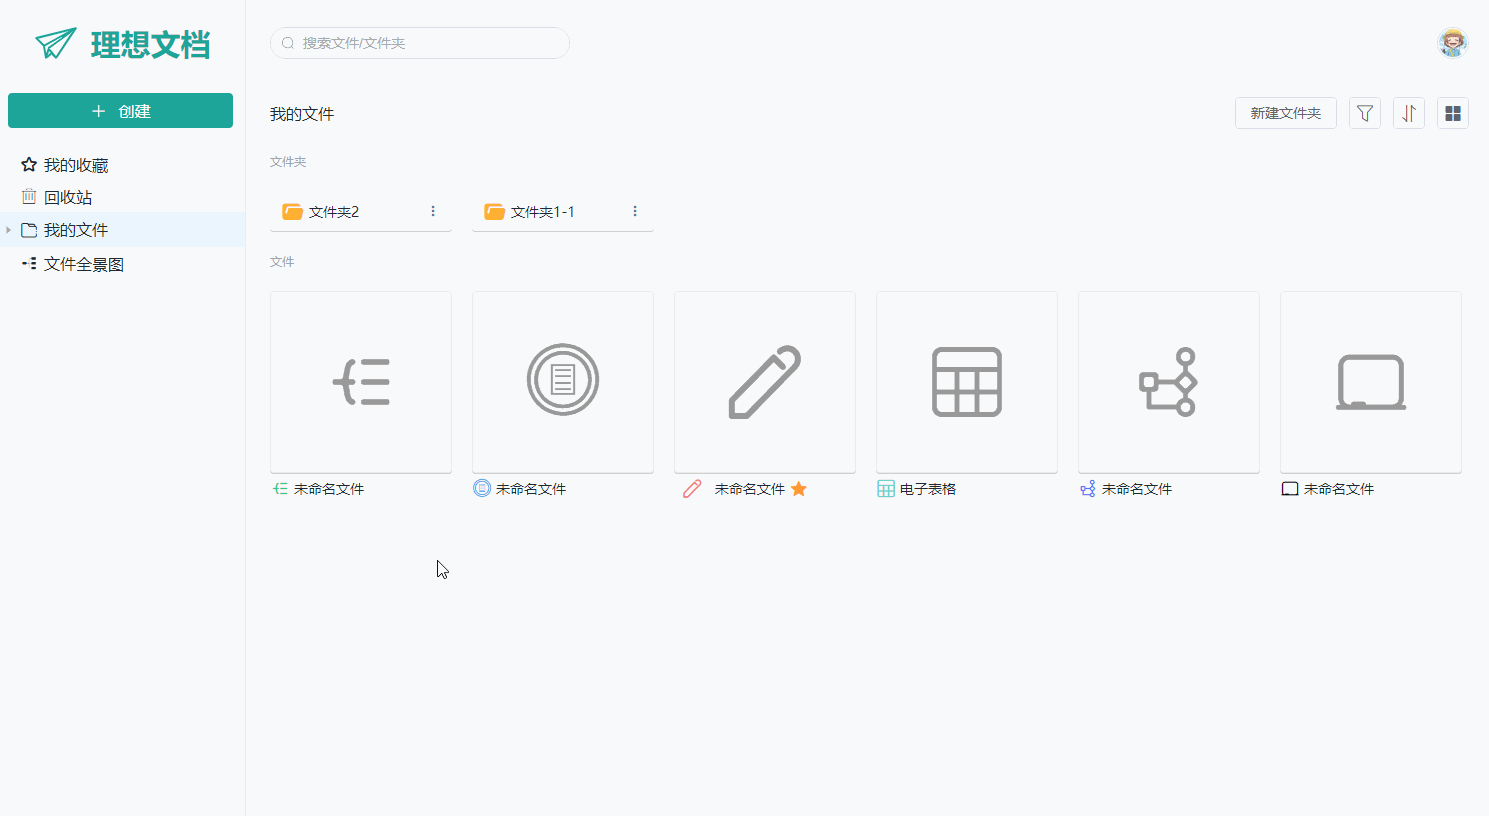 理想文档
搜索文件/文件夹
创建
我的文件
新建文件夹
我的收藏
回收站
我的文件
文件全景图
文件夹
文件夹2
文件夹1-1
文件
未命名文件
未命名文件
未命名文件
电子表格
未命名文件
未命名文件